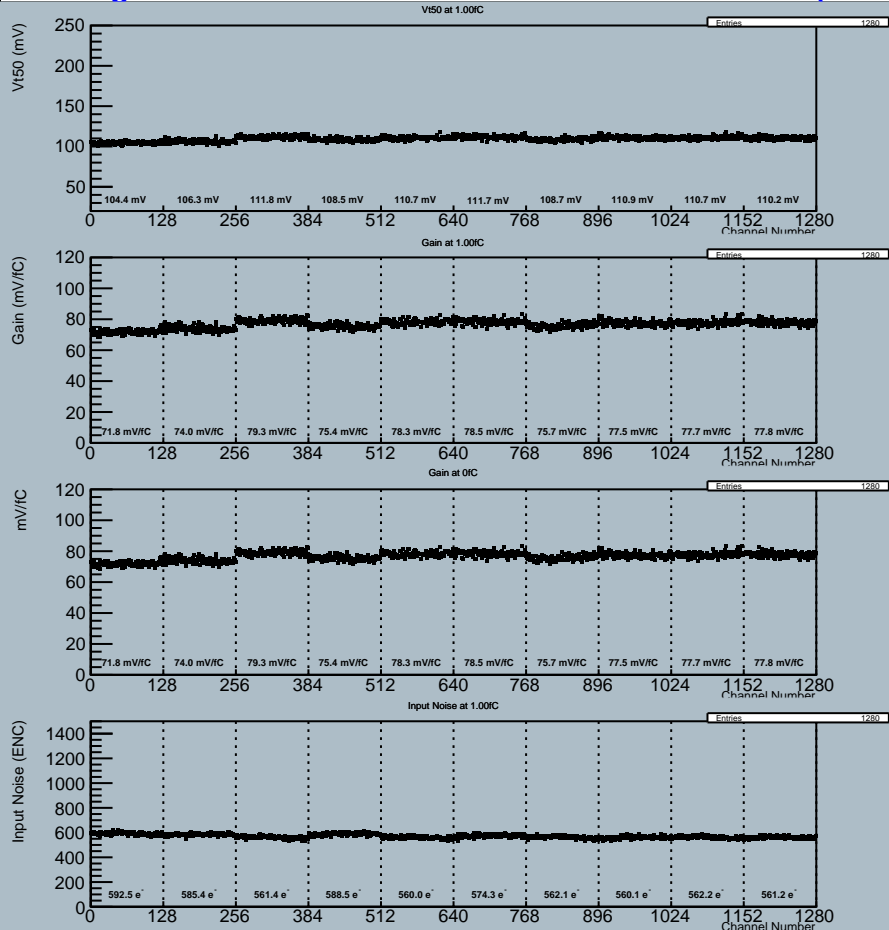 Vt50 at 1.00fC
Entries 1280
Vt50 (mV)
250
200
150
100
50
104.4 mV 106.3 mV 111.8 mV 108.5 mV 110.7 mV 111.7 mV 108.7 mV 110.9 mV 110.7 mV 110.2 mV
0 128 256 384 512 640 768 896 1024 1152 1280
Channel Number
Gain at 1.00fC
Entries 1280
Gain (mV/fC)
120
100
80
60
40
20
0
71.8 mV/fC 74.0 mV/fC 79.3 mV/fC 75.4 mV/fC 78.3 mV/fC 78.5 mV/fC 75.7 mV/fC 77.5 mV/fC 77.7 mV/fC 77.8 mV/fC
0 128 256 384 512 640 768 896 1024 1152 1280
Channel Number
Gain at 0fC
Entries 1280
mV/fC
120
100
80
60
40
20
0
71.8 mV/fC 74.0 mV/fC 79.3 mV/fC 75.4 mV/fC 78.3 mV/fC 78.5 mV/fC 75.7 mV/fC 77.5 mV/fC 77.7 mV/fC 77.8 mV/fC
0 128 256 384 512 640 768 896 1024 1152 1280
Channel Number
Input Noise at 1.00fC
Entries 1280
Input Noise (ENC)
1400
1200
1000
800
600
400
200
0
592.5 e⁻ 585.4 e⁻ 561.4 e⁻ 588.5 e⁻ 560.0 e⁻ 574.3 e⁻ 562.1 e⁻ 560.1 e⁻ 562.2 e⁻ 561.2 e⁻
0 128 256 384 512 640 768 896 1024 1152 1280
Channel Number